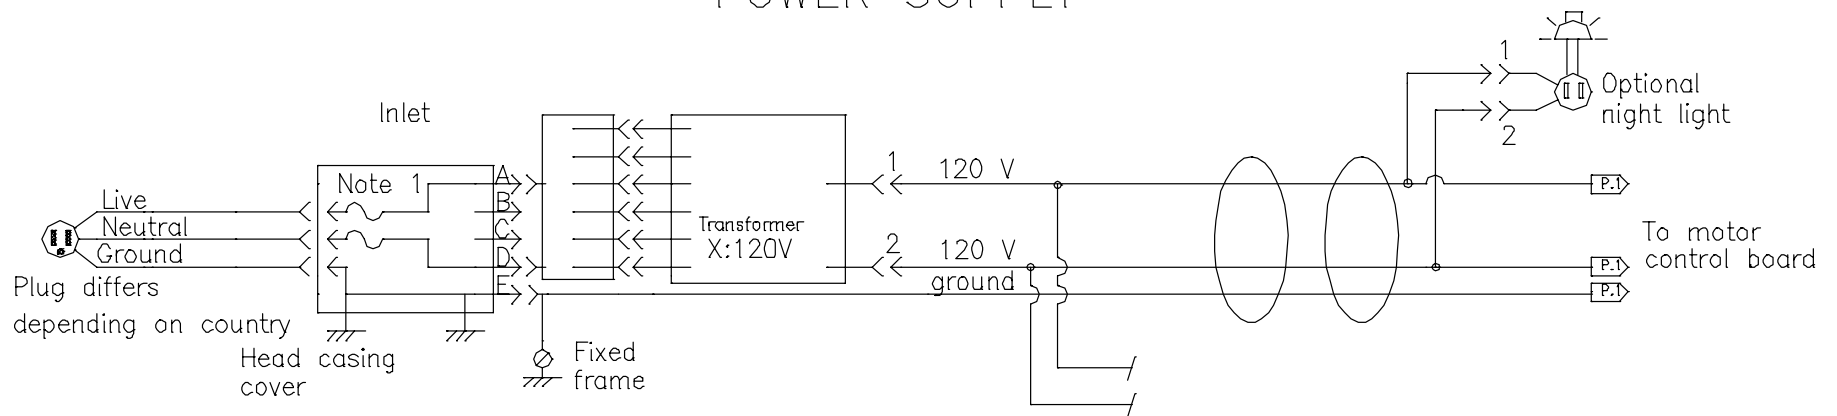 POWER SUPPLY
1
Optional
night light
2
Inlet
Note 1
A
B
C
D
E
Live
Neutral
Ground
Plug differs
depending on country
Head casing
cover
Fixed
frame
Transformer
X:120V
1
120 V
2
120 V
ground
P.1
P.1
P.1
To motor
control board